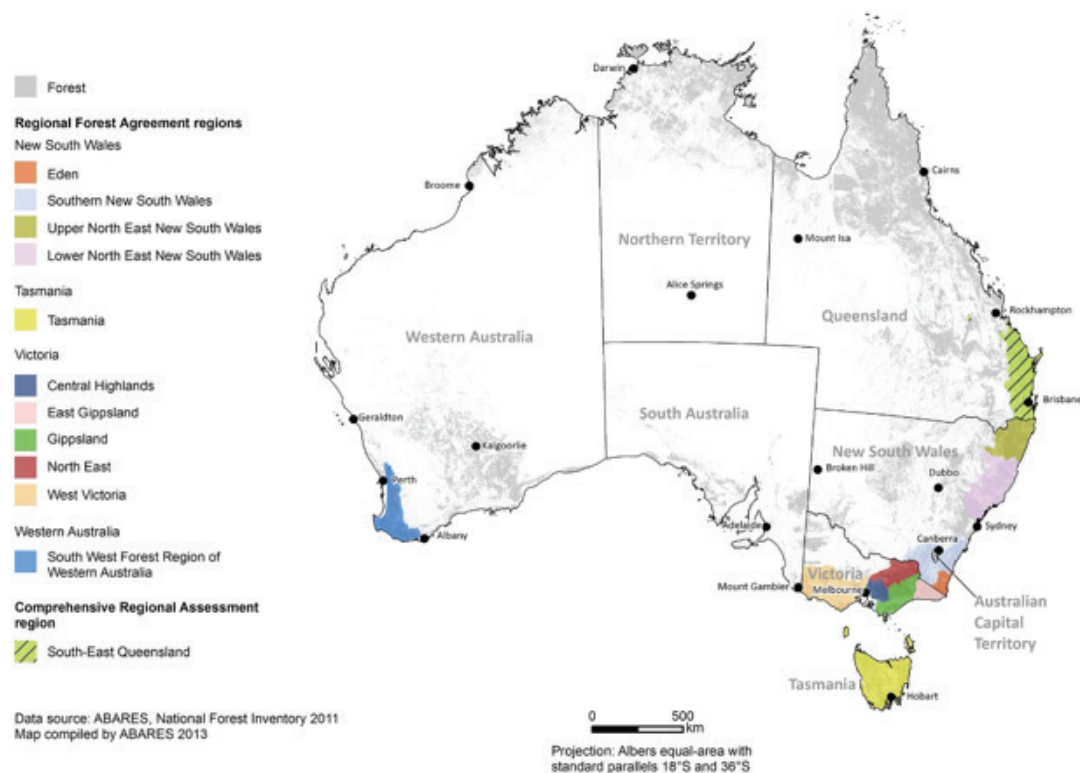 Forest
Regional Forest Agreement regions
New South Wales
Eden
Southern New South Wales
Upper North East New South Wales
Lower North East New South Wales
Tasmania
Tasmania
Victoria
Central Highlands
East Gippsland
Gippsland
North East
West Victoria
Western Australia
South West Forest Region of
Western Australia
Comprehensive Regional Assessment
region
South-East Queensland
Data source: ABARES, National Forest Inventory 2011
Map compiled by ABARES 2013
Darwin
Broome
Cairns
Northern Territory
Mount Isa
Alice Springs
Rockhampton
Queensland
Western Australia
Brisbane
South Australia
Geraldton
Kalgoorlie
New South Wales
Broken Hill
Dubbo
Perth
Sydney
Adelaide
Albany
Canberra
Victoria
Mount Gambier
Melbourne
Australian
Capital
Territory
Tasmania
Hobart
0 500
km
Projection: Albers equal-area with
standard parallels 18°S and 36°S